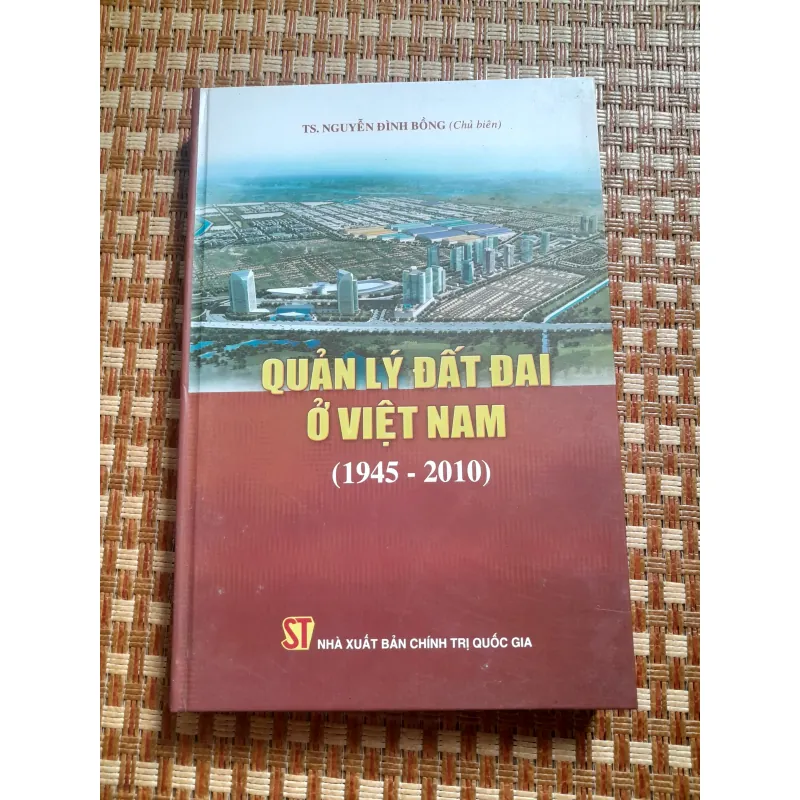 TS. NGUYỄN ĐÌNH BỒNG (Chủ biên)
QUẢN LÝ ĐẤT ĐAI
Ở VIỆT NAM
(1945 - 2010)
ST NHÀ XUẤT BẢN CHÍNH TRỊ QUỐC GIA